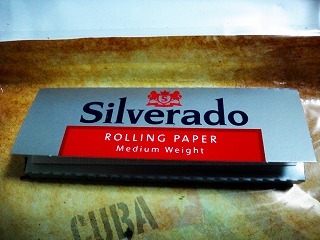 S
Silverado
ROLLING PAPER
Medium Weight
CUBA